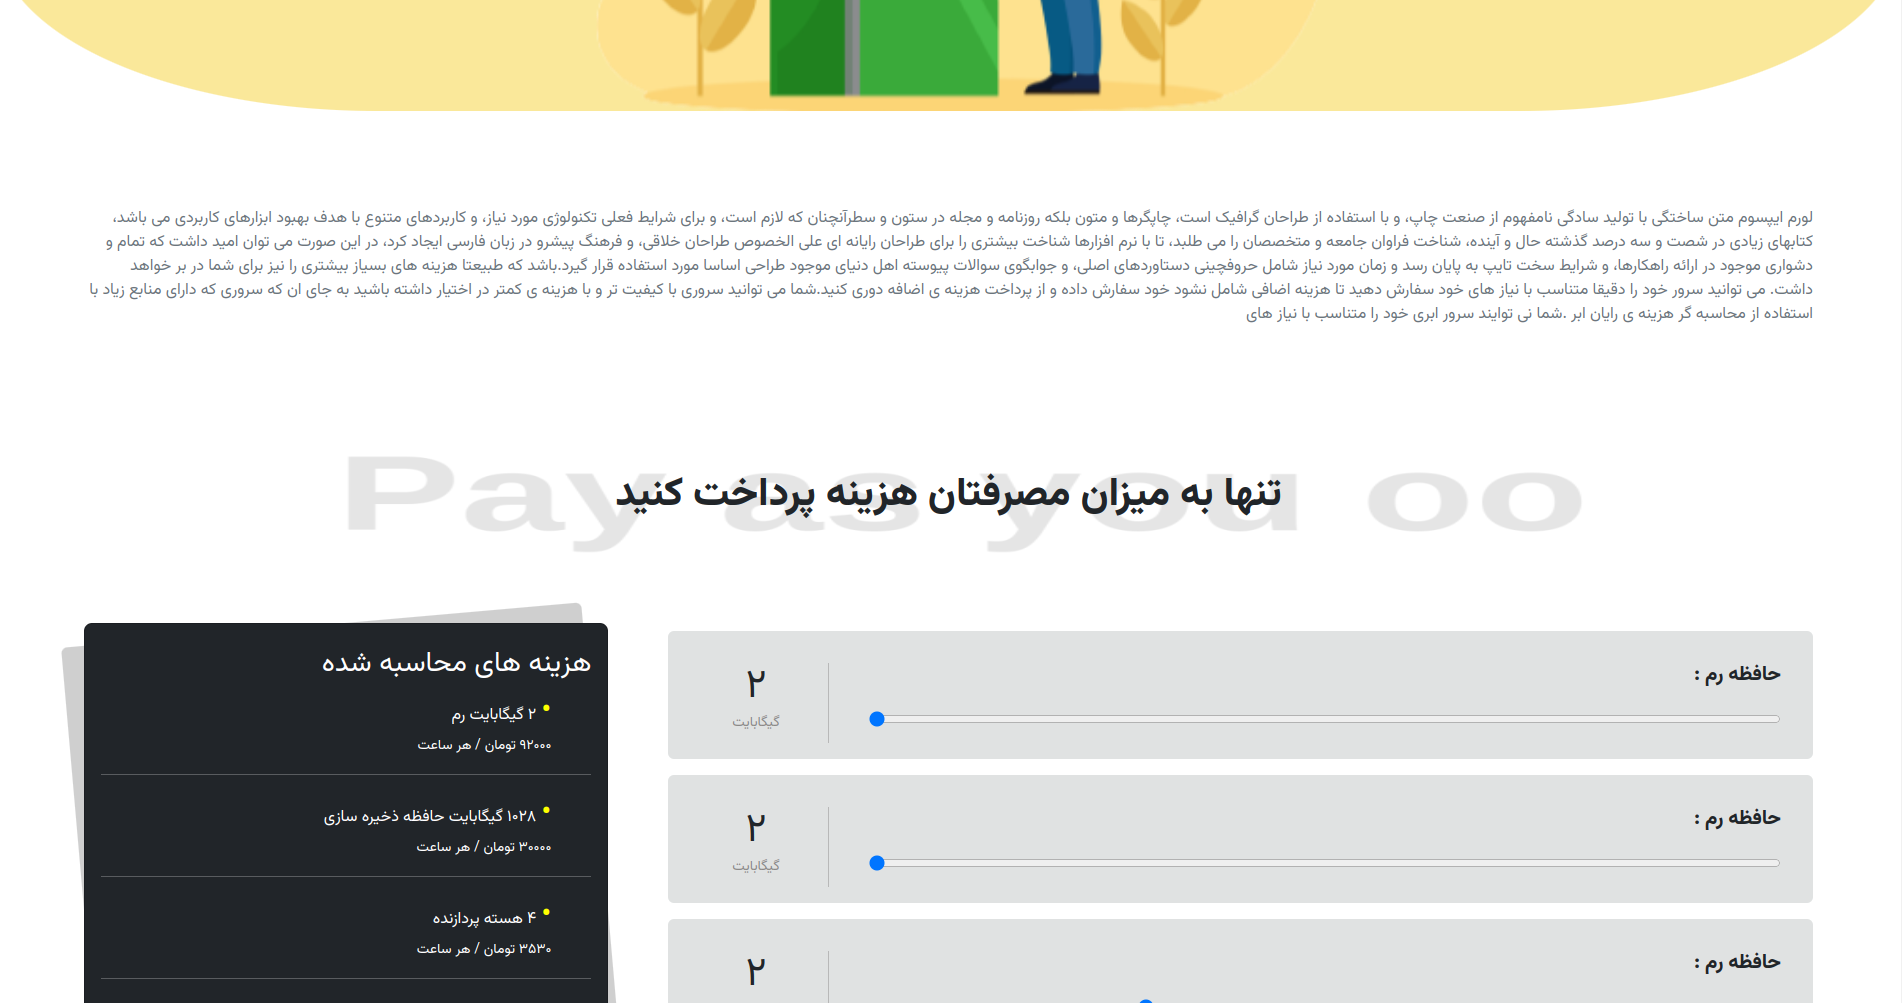 لورم ایپسوم متن ساختگی با تولید سادگی نامفهوم از صنعت چاپ، و با استفاده از طراحان گرافیک است، چاپگرها و متون بلکه روزنامه و مجله در ستون و سطرآنچنان که لازم است، و برای شرایط فعلی تکنولوژی مورد نیاز، و کاربردهای متنوع با هدف بهبود ابزارهای کاربردی می باشد،
کتابهای زیادی در شصت و سه درصد گذشته حال و آینده، شناخت فراوان جامعه و متخصصان را می طلبد، تا با نرم افزارها شناخت بیشتری را برای طراحان رایانه ای علی الخصوص طراحان خلاقی، و فرهنگ پیشرو در زبان فارسی ایجاد کرد، در این صورت می توان امید داشت که تمام و
دشواری موجود در ارائه راهکارها، و شرایط سخت تایپ به پایان رسد و زمان مورد نیاز شامل حروفچینی دستاوردهای اصلی، و جوابگوی سوالات پیوسته اهل دنیای موجود طراحی اساسا مورد استفاده قرار گیرد.باشد که طبیعتا هزینه های بسیاز بیشتری را نیز برای شما در بر خواهد
داشت. می توانید سرور خود را دقیقا متناسب با نیاز های خود سفارش دهید تا هزینه اضافی شامل نشود خود سفارش داده و از پرداخت هزینه ی اضافه دوری کنید.شما می توانید سروری با کیفیت تر و با هزینه ی کمتر در اختیار داشته باشید به جای ان که سروری که دارای منابع زیاد با
استفاده از محاسبه گر هزینه ی رایان ابر .شما نی توایند سرور ابری خود را متناسب با نیاز های
Pay as you oo
تنها به میزان مصرفتان هزینه پرداخت کنید
حافظه رم :
۲
گیگابایت
حافظه رم :
۲
گیگابایت
حافظه رم :
۲
هزینه های محاسبه شده
۲ گیگابایت رم
۹۲۰۰۰ تومان / هر ساعت
۱۰۲۸ گیگابایت حافظه ذخیره سازی
۳۰۰۰۰ تومان / هر ساعت
۴ هسته پردازنده
۳۵۳۰ تومان / هر ساعت